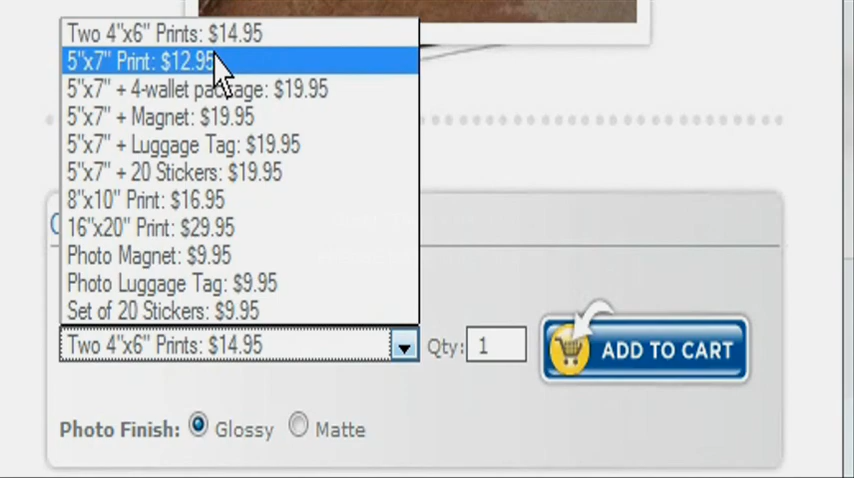 Two 4"x6" Prints: $14.95
5"x7" Print: $12.95
5"x7" + 4-wallet package: $19.95
5"x7" + Magnet: $19.95
5"x7" + Luggage Tag: $19.95
5"x7" + 20 Stickers: $19.95
8"x10" Print: $16.95
16"x20" Print: $29.95
Photo Magnet: $9.95
Photo Luggage Tag: $9.95
Set of 20 Stickers: $9.95
Two 4"x6" Prints: $14.95 Qty: 1 ADD TO CART
Photo Finish: Glossy Matte